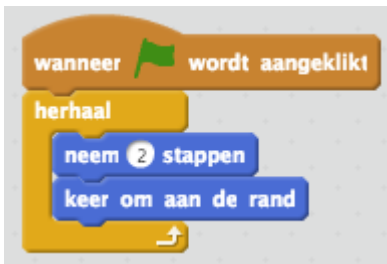 wanneer wordt aangeklikt
herhaal
neem 2 stappen
keer om aan de rand